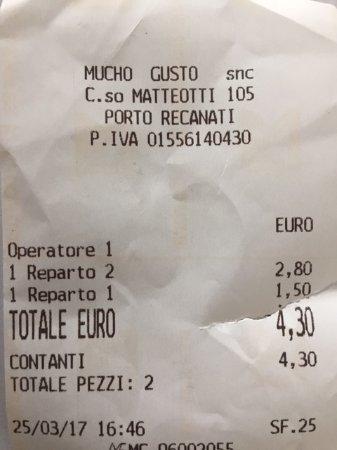 MUCHO GUSTO snc
C.so MATTEOTTI 105
PORTO RECANATI
P.IVA 01556140430
EURO
Operatore 1
1 Reparto 2 2,80
1 Reparto 1 1,50
TOTALE EURO 4,30
CONTANTI 4,30
TOTALE PEZZI: 2
25/03/17 16:46 SF.25